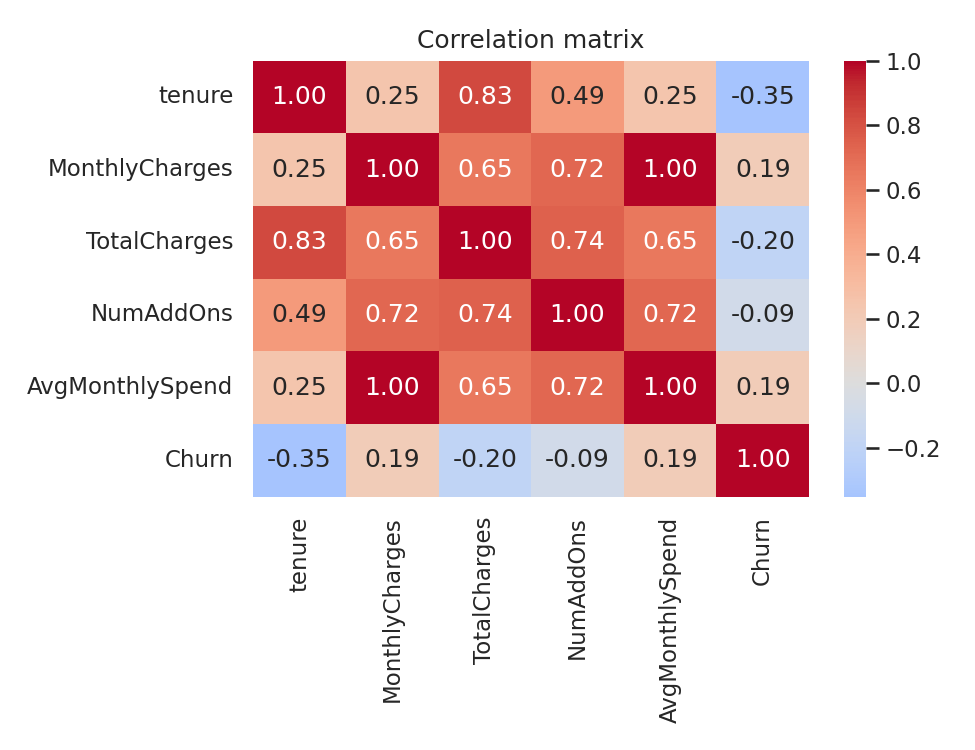 Correlation matrix
tenure 1.00 0.25 0.83 0.49 0.25 -0.35
MonthlyCharges 0.25 1.00 0.65 0.72 1.00 0.19
TotalCharges 0.83 0.65 1.00 0.74 0.65 -0.20
NumAddOns 0.49 0.72 0.74 1.00 0.72 -0.09
AvgMonthlySpend 0.25 1.00 0.65 0.72 1.00 0.19
Churn -0.35 0.19 -0.20 -0.09 0.19 1.00
tenure
MonthlyCharges
TotalCharges
NumAddOns
AvgMonthlySpend
Churn
1.0
0.8
0.6
0.4
0.2
0.0
−0.2